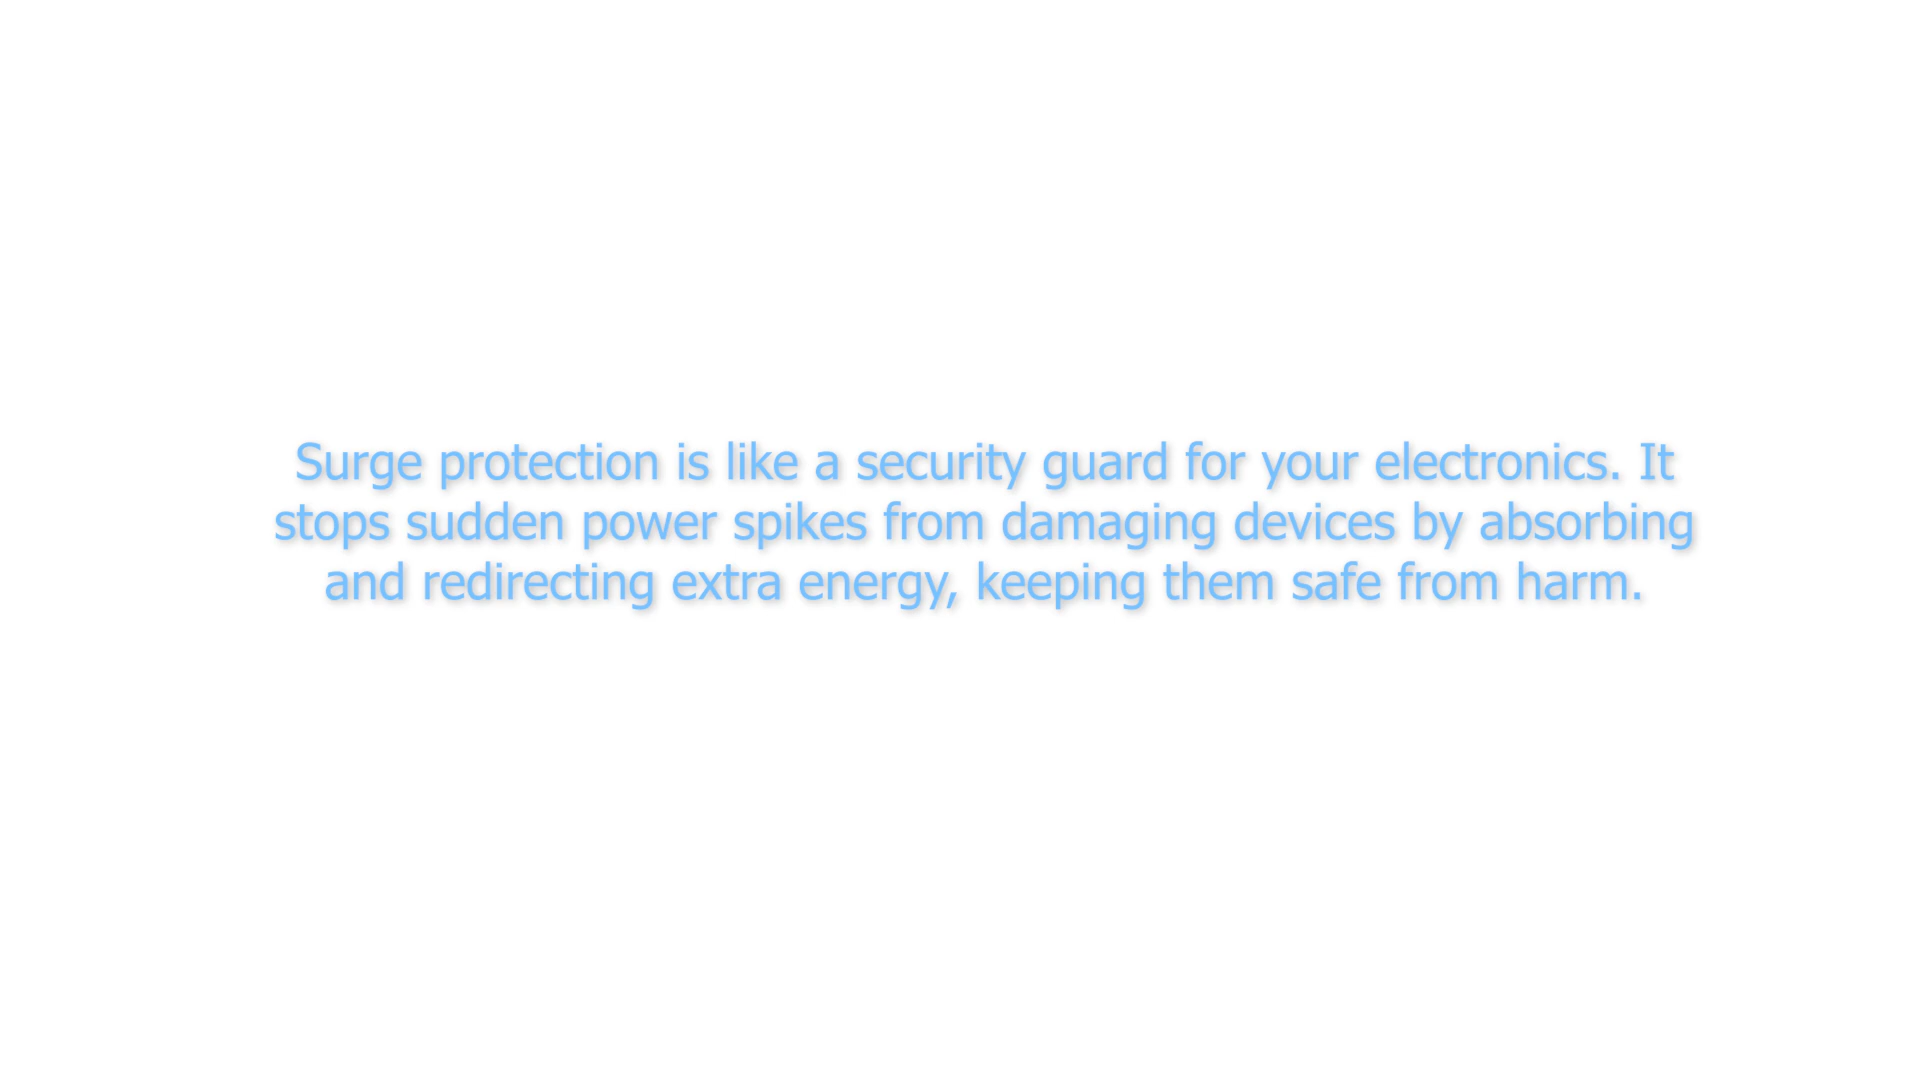 Surge protection is like a security guard for your electronics. It
stops sudden power spikes from damaging devices by absorbing
and redirecting extra energy, keeping them safe from harm.